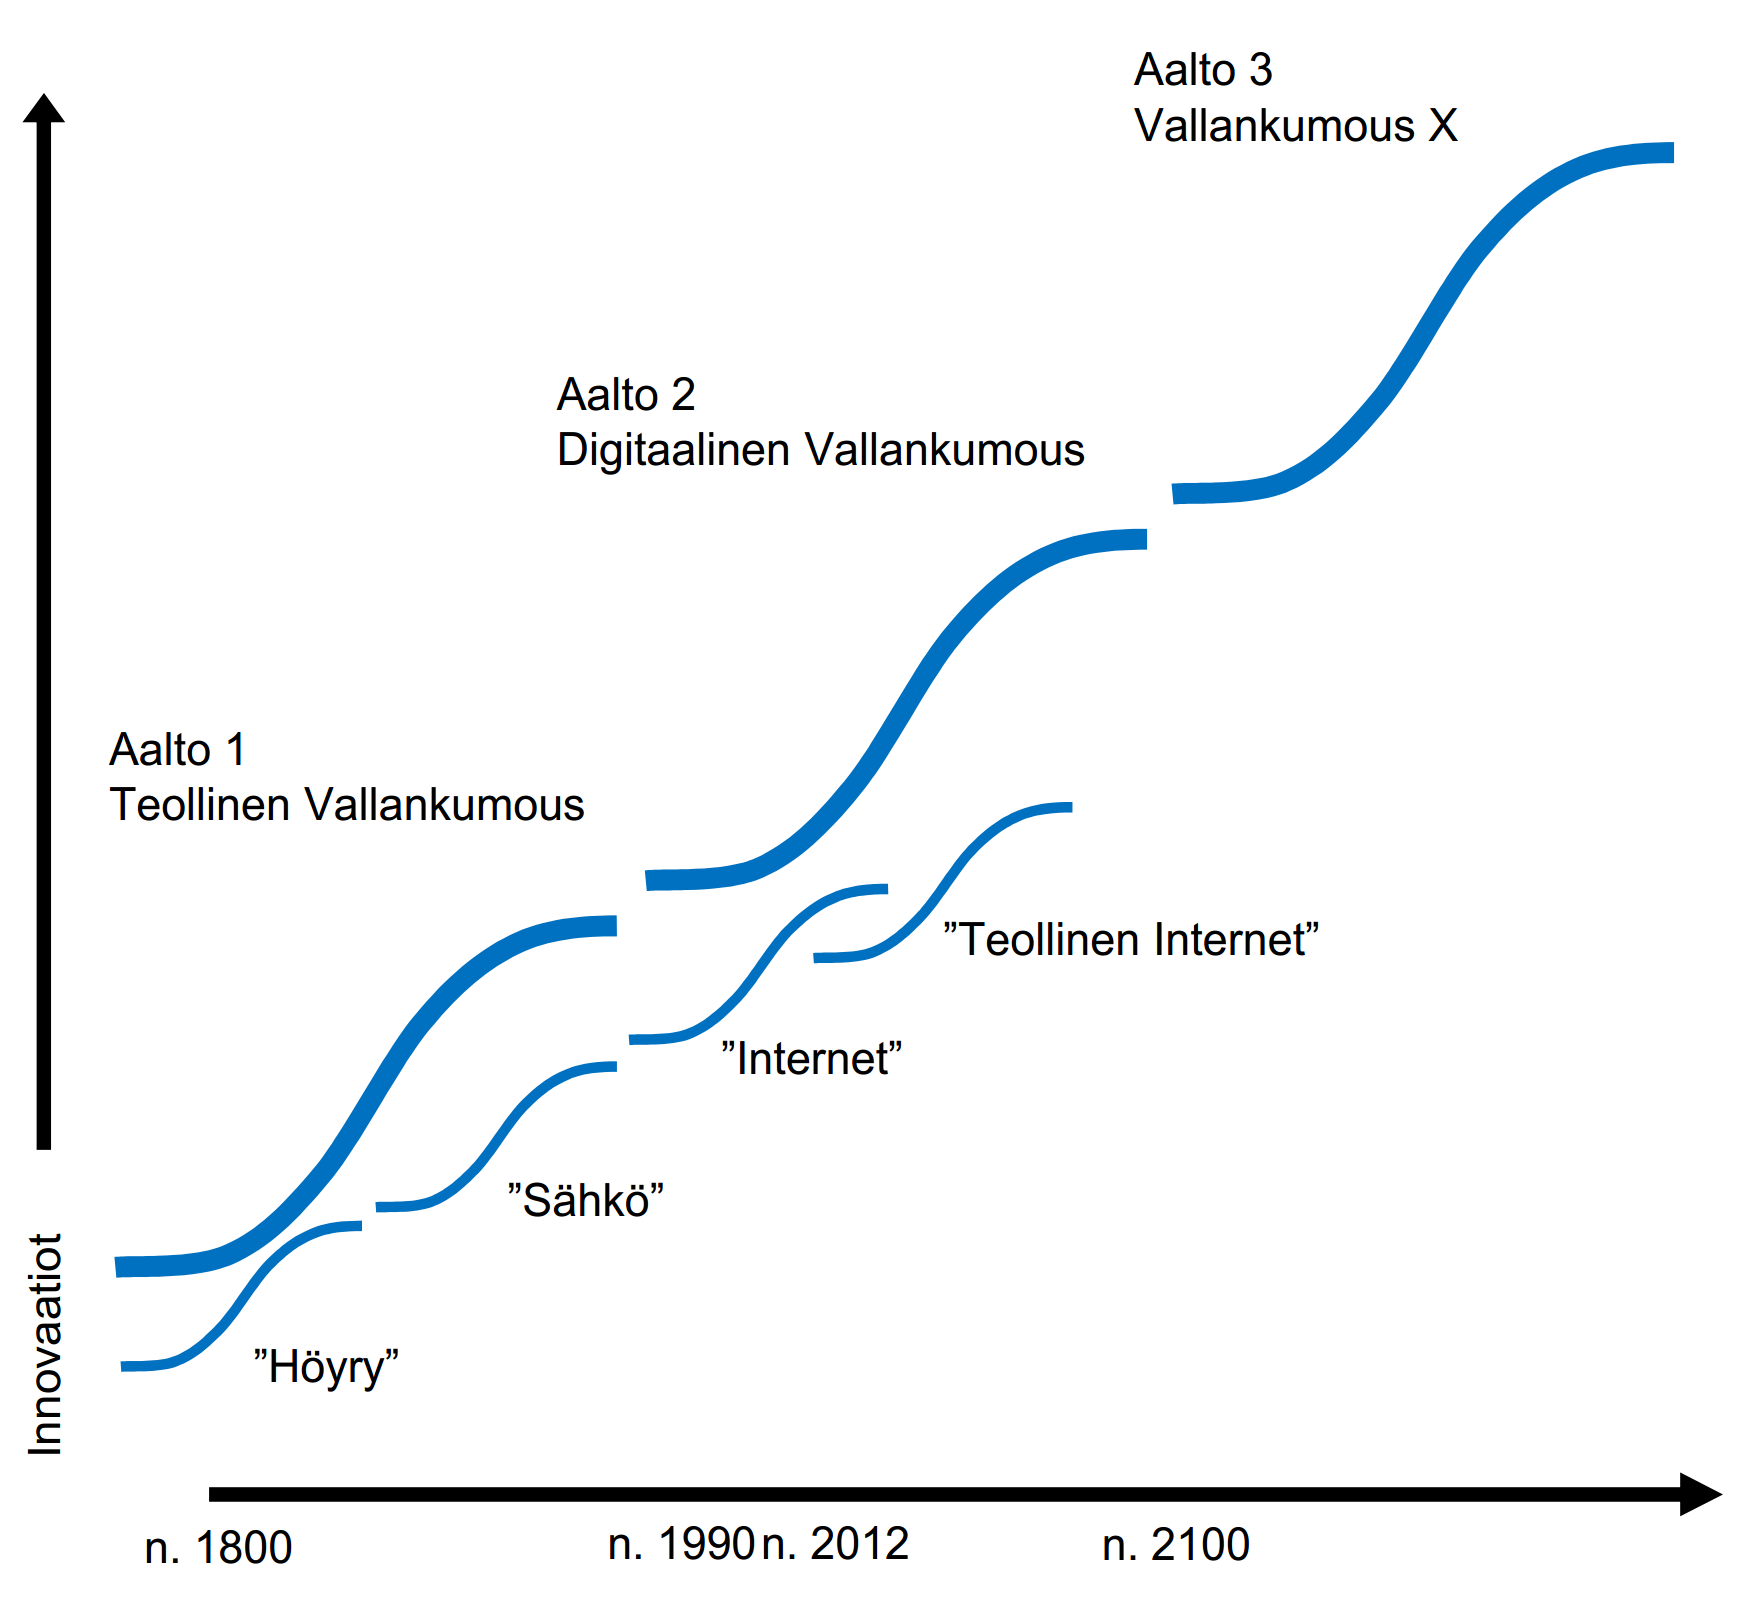 Aalto 3
Vallankumous X
Aalto 2
Digitaalinen Vallankumous
Aalto 1
Teollinen Vallankumous
”Teollinen Internet”
”Internet”
”Sähkö”
”Höyry”
Innovaatiot
n. 1800
n. 1990
n. 2012
n. 2100